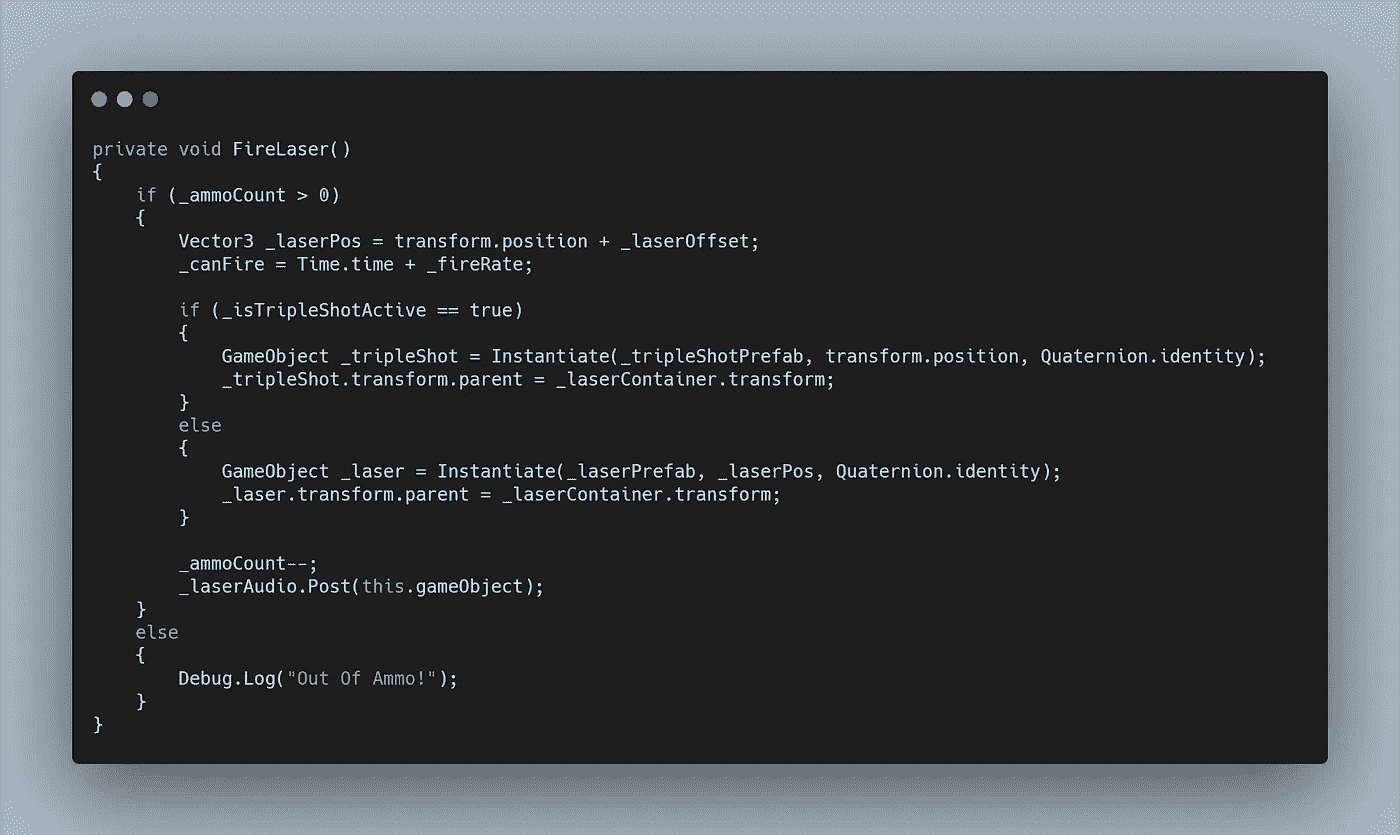 private void FireLaser()
{
    if (_ammoCount > 0)
    {
        Vector3 _laserPos = transform.position + _laserOffset;
        _canFire = Time.time + _fireRate;

        if (_isTripleShotActive == true)
        {
            GameObject _tripleShot = Instantiate(_tripleShotPrefab, transform.position, Quaternion.identity);
            _tripleShot.transform.parent = _laserContainer.transform;
        }
        else
        {
            GameObject _laser = Instantiate(_laserPrefab, _laserPos, Quaternion.identity);
            _laser.transform.parent = _laserContainer.transform;
        }

        _ammoCount--;
        _laserAudio.Post(this.gameObject);
    }
    else
    {
        Debug.Log("Out Of Ammo!");
    }
}